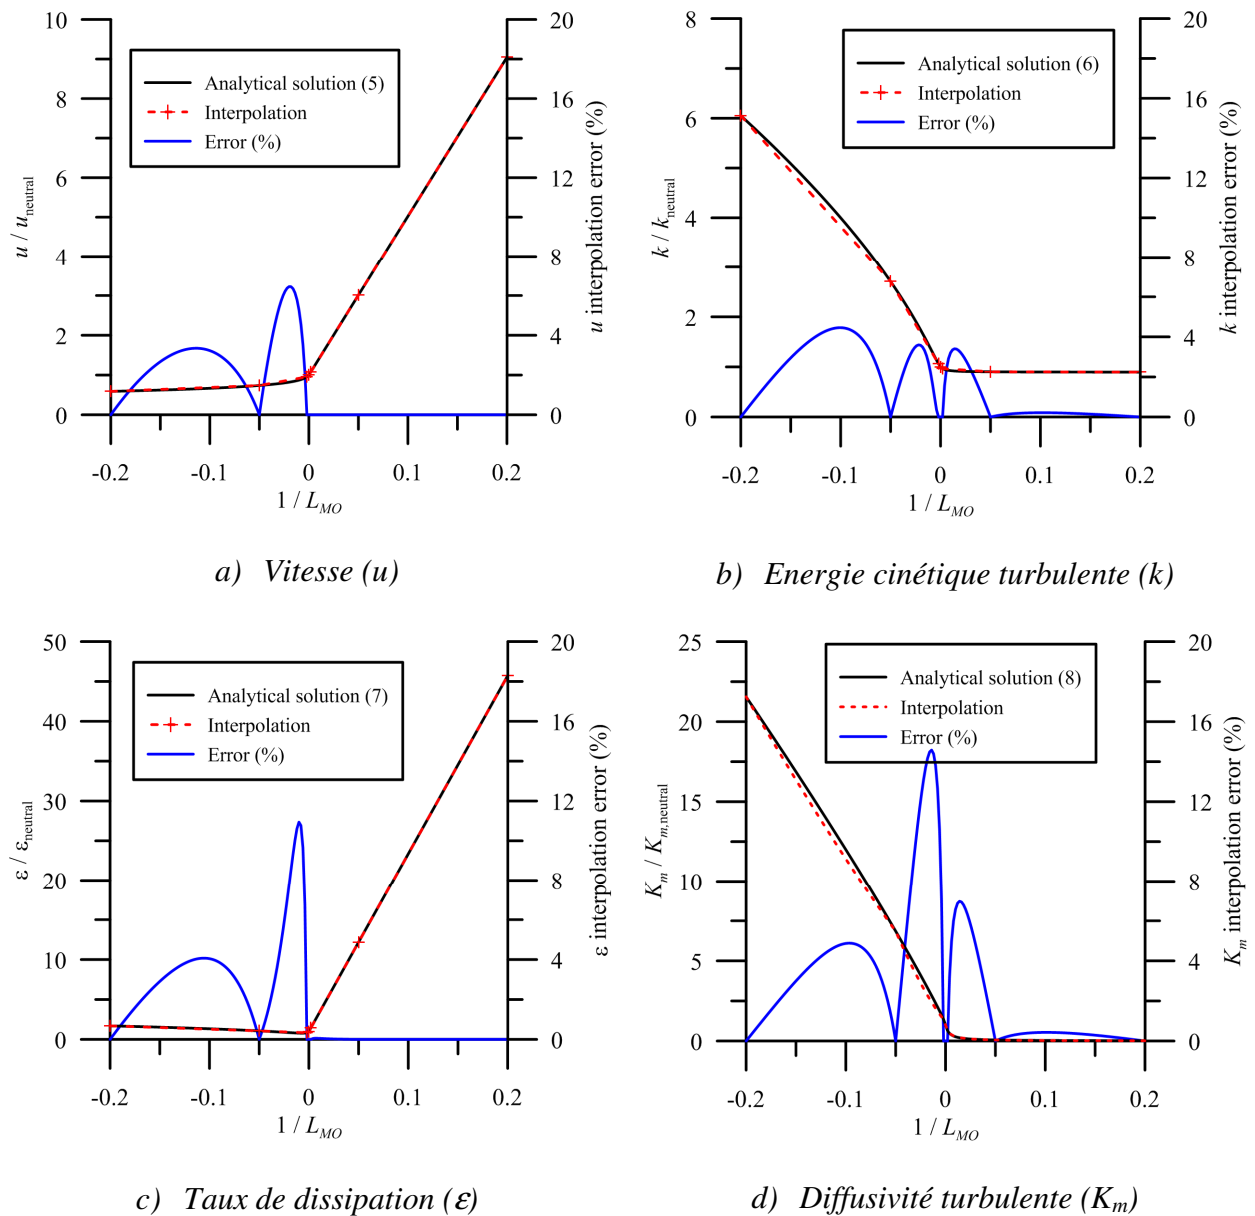 10
8
6
4
2
0
u / u_neutral
20
16
12
8
4
0
u interpolation error (%)
Analytical solution (5)
Interpolation
Error (%)
-0.2 -0.1 0 0.1 0.2
1 / L_MO
a) Vitesse (u)
8
6
4
2
0
k / k_neutral
20
16
12
8
4
0
k interpolation error (%)
Analytical solution (6)
Interpolation
Error (%)
-0.2 -0.1 0 0.1 0.2
1 / L_MO
b) Energie cinétique turbulente (k)
50
40
30
20
10
0
ε / ε_neutral
20
16
12
8
4
0
ε interpolation error (%)
Analytical solution (7)
Interpolation
Error (%)
-0.2 -0.1 0 0.1 0.2
1 / L_MO
c) Taux de dissipation (ε)
25
20
15
10
5
0
K_m / K_m,neutral
20
16
12
8
4
0
K_m interpolation error (%)
Analytical solution (8)
Interpolation
Error (%)
-0.2 -0.1 0 0.1 0.2
1 / L_MO
d) Diffusivité turbulente (K_m)